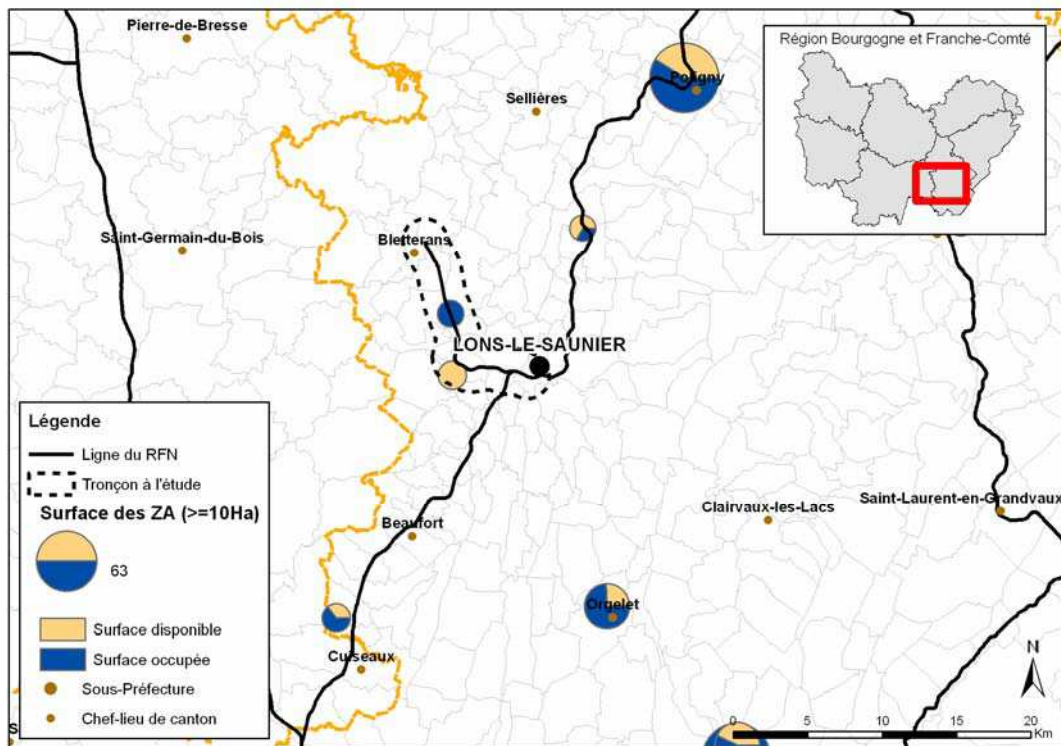 Pierre-de-Bresse
Poligny
Sellières
Région Bourgogne et Franche-Comté
Saint-Germain-du-Bois
Bletterans
LONS-LE-SAUNIER
Légende
Ligne du RFN
Tronçon à l'étude
Surface des ZA (>=10Ha)
63
Surface disponible
Surface occupée
Sous-Préfecture
Chef-lieu de canton
Beaufort
Clairvaux-les-Lacs
Saint-Laurent-en-Grandvaux
Orgelet
Cuiseaux
S
N
0 5 10 15 20
Km